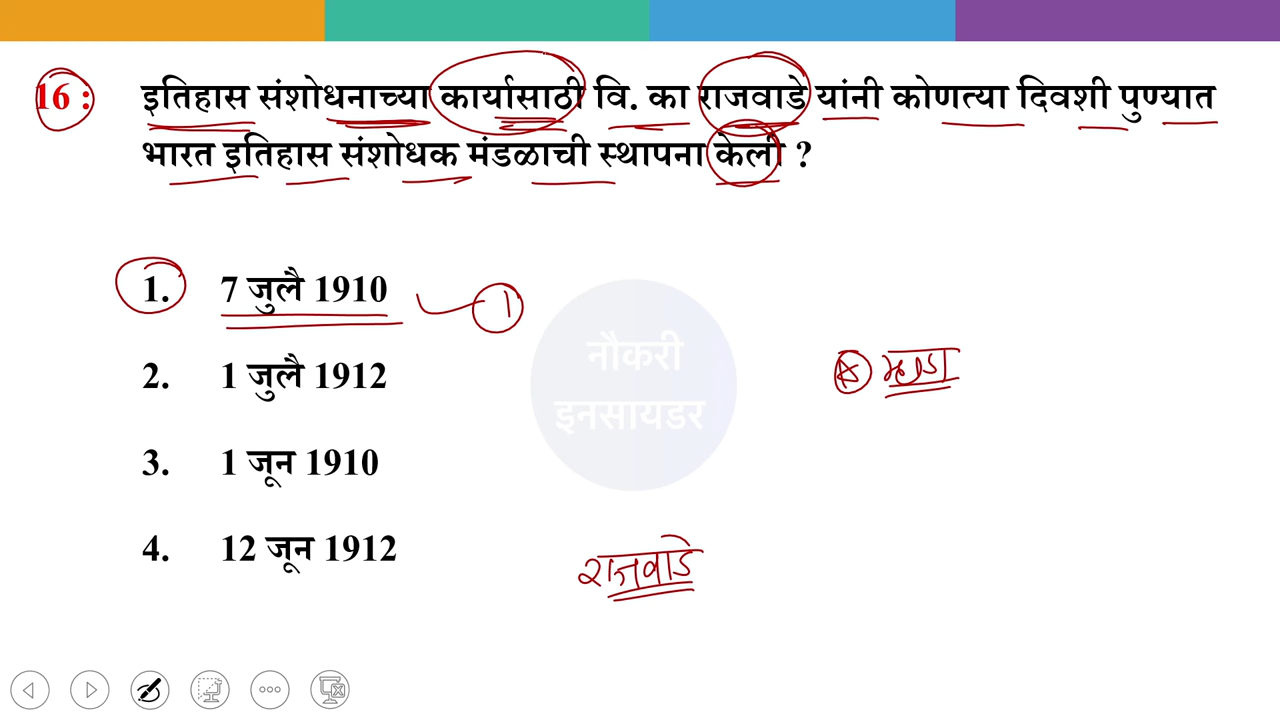 16 :
इतिहास संशोधनाच्या कार्यासाठी वि. का राजवाडे यांनी कोणत्या दिवशी पुण्यात
भारत इतिहास संशोधक मंडळाची स्थापना केली ?
1. 7 जुलै 1910
1
नौकरी
इनसायडर
2. 1 जुलै 1912
म्हाडा
3. 1 जून 1910
4. 12 जून 1912
राजवाडे